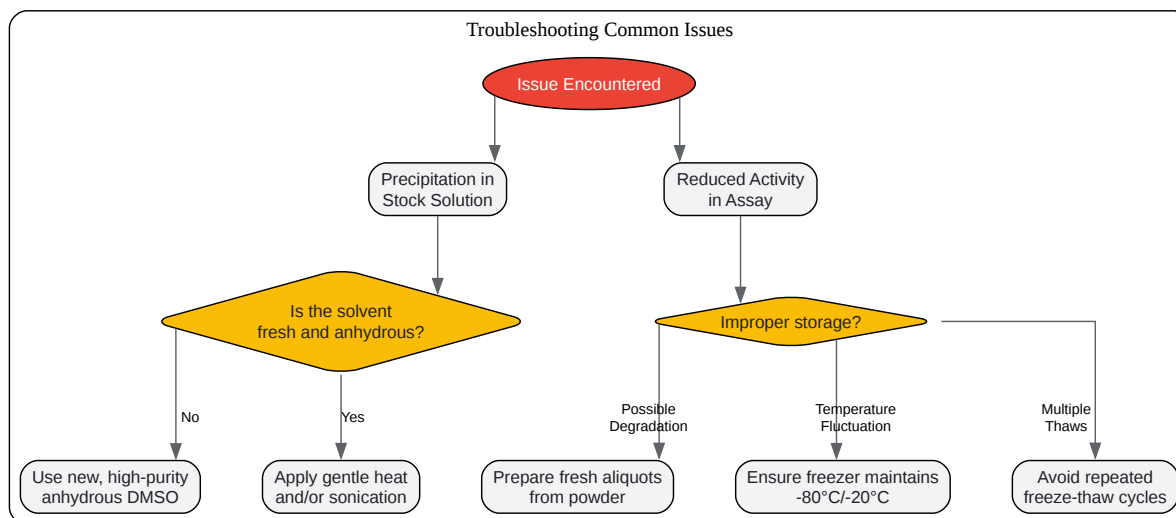 Troubleshooting Common Issues
Issue Encountered
Precipitation in
Stock Solution
Reduced Activity
in Assay
Is the solvent
fresh and anhydrous?
Improper storage?
No
Yes
Possible
Degradation
Temperature
Fluctuation
Multiple
Thaws
Use new, high-purity
anhydrous DMSO
Apply gentle heat
and/or sonication
Prepare fresh aliquots
from powder
Ensure freezer maintains
-80°C/-20°C
Avoid repeated
freeze-thaw cycles